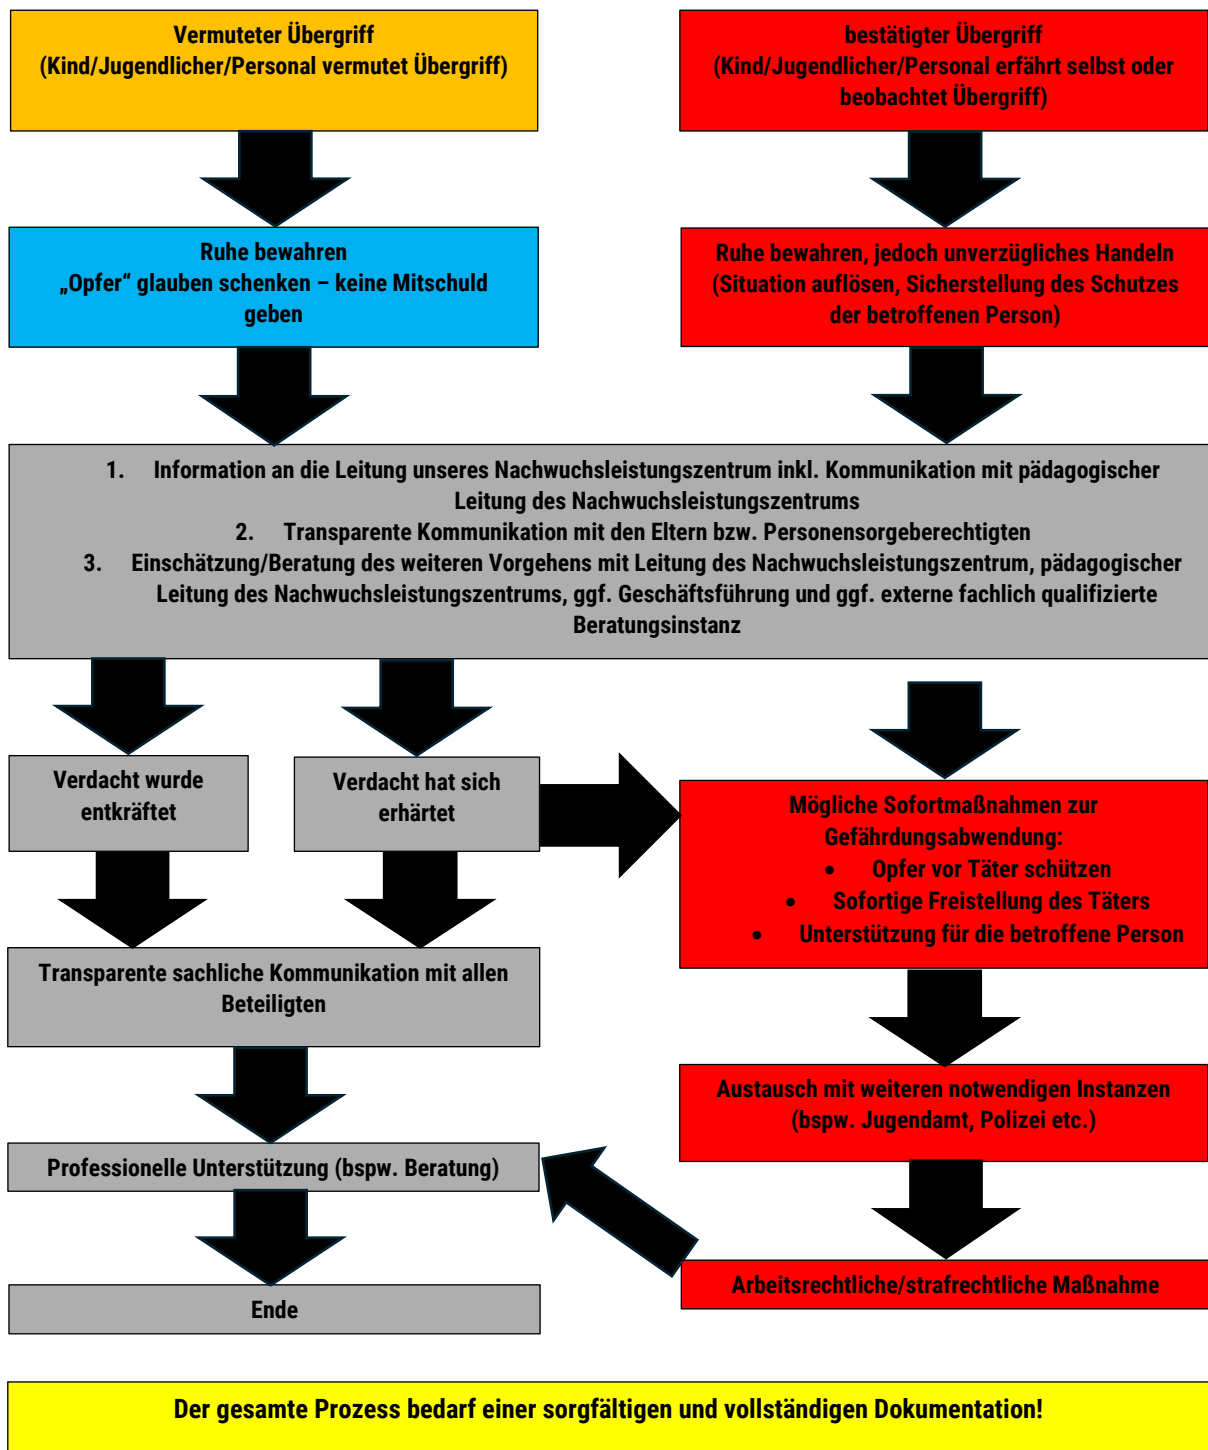 Vermuteter Übergriff
(Kind/Jugendlicher/Personal vermutet Übergriff)
bestätigter Übergriff
(Kind/Jugendlicher/Personal erfährt selbst oder
beobachtet Übergriff)
Ruhe bewahren
„Opfer“ glauben schenken – keine Mitschuld
geben
Ruhe bewahren, jedoch unverzügliches Handeln
(Situation auflösen, Sicherstellung des Schutzes
der betroffenen Person)
1. Information an die Leitung unseres Nachwuchsleistungszentrum inkl. Kommunikation mit pädagogischer
Leitung des Nachwuchsleistungszentrums
2. Transparente Kommunikation mit den Eltern bzw. Personensorgeberechtigten
3. Einschätzung/Beratung des weiteren Vorgehens mit Leitung des Nachwuchsleistungszentrum, pädagogischer
Leitung des Nachwuchsleistungszentrums, ggf. Geschäftsführung und ggf. externe fachlich qualifizierte
Beratungsinstanz
Verdacht wurde
entkräftet
Verdacht hat sich
erhärtet
Mögliche Sofortmaßnahmen zur
Gefährdungsabwendung:
• Opfer vor Täter schützen
• Sofortige Freistellung des Täters
• Unterstützung für die betroffene Person
Transparente sachliche Kommunikation mit allen
Beteiligten
Austausch mit weiteren notwendigen Instanzen
(bspw. Jugendamt, Polizei etc.)
Professionelle Unterstützung (bspw. Beratung)
Arbeitsrechtliche/strafrechtliche Maßnahme
Ende
Der gesamte Prozess bedarf einer sorgfältigen und vollständigen Dokumentation!